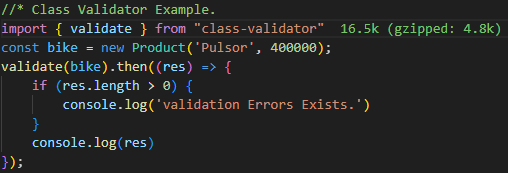 //* Class Validator Example.
import { validate } from "class-validator" 16.5k (gzipped: 4.8k)
const bike = new Product('Pulsor', 400000);
validate(bike).then((res) => {
    if (res.length > 0) {
        console.log('validation Errors Exists.')
    }
    console.log(res)
});